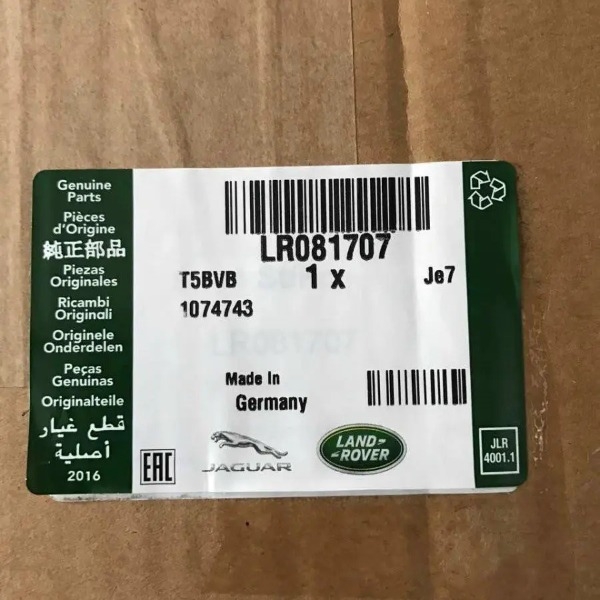 Genuine
Parts
Pièces
d'Origine
純正部品
Piezas
Originales
Ricambi
Originali
Originele
Onderdelen
Peças
Genuinas
Originalteile
قطع غيار
أصلية
2016
LR081707
T5BVB
1 x
Je7
1074743
LR081707
Made In
Germany
EAC
JAGUAR
LAND-
-ROVER
JLR
4001.1